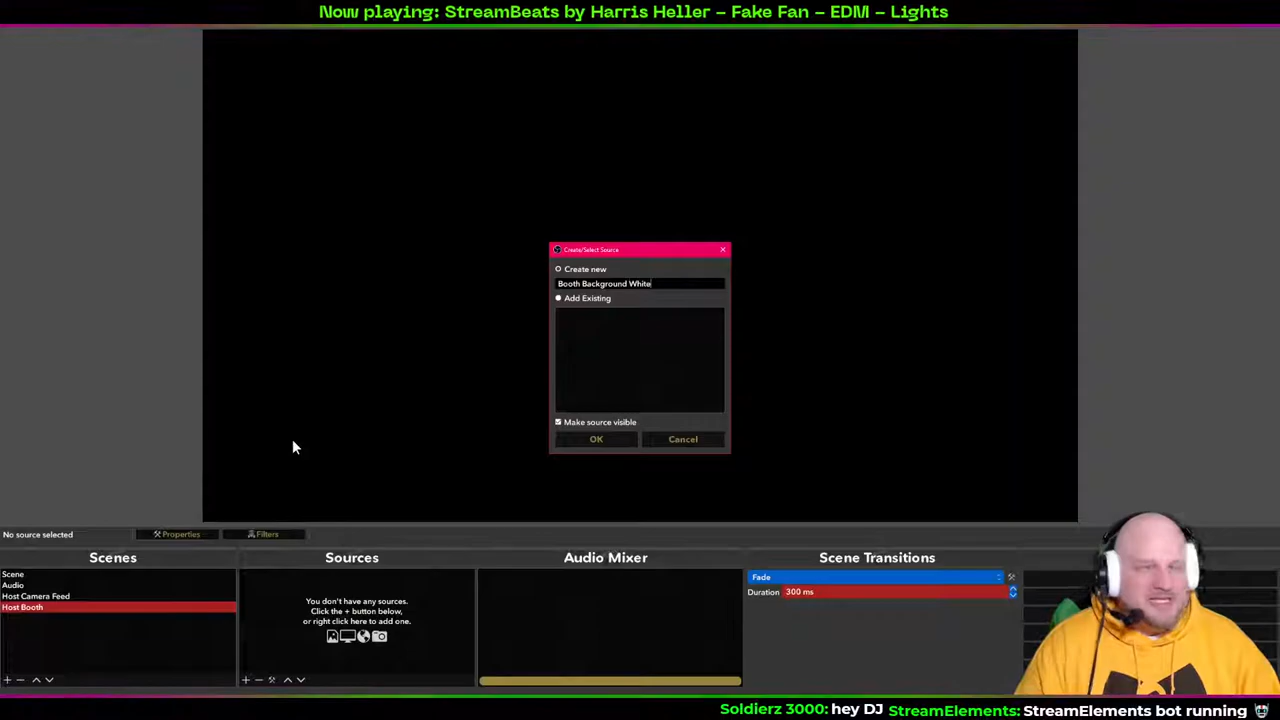 Now playing: StreamBeats by Harris Heller - Fake Fan - EDM - Lights
Create/Select Source
Create new
Booth Background White
Add Existing
Make source visible
OK
Cancel
No source selected
Properties
Filters
Scenes
Sources
Audio Mixer
Scene Transitions
Scene
Audio
Host Camera Feed
Host Booth
You don't have any sources.
Click the + button below,
or right click here to add one.
Fade
Duration 300 ms
Soldierz 3000: hey DJ StreamElements: StreamElements bot running